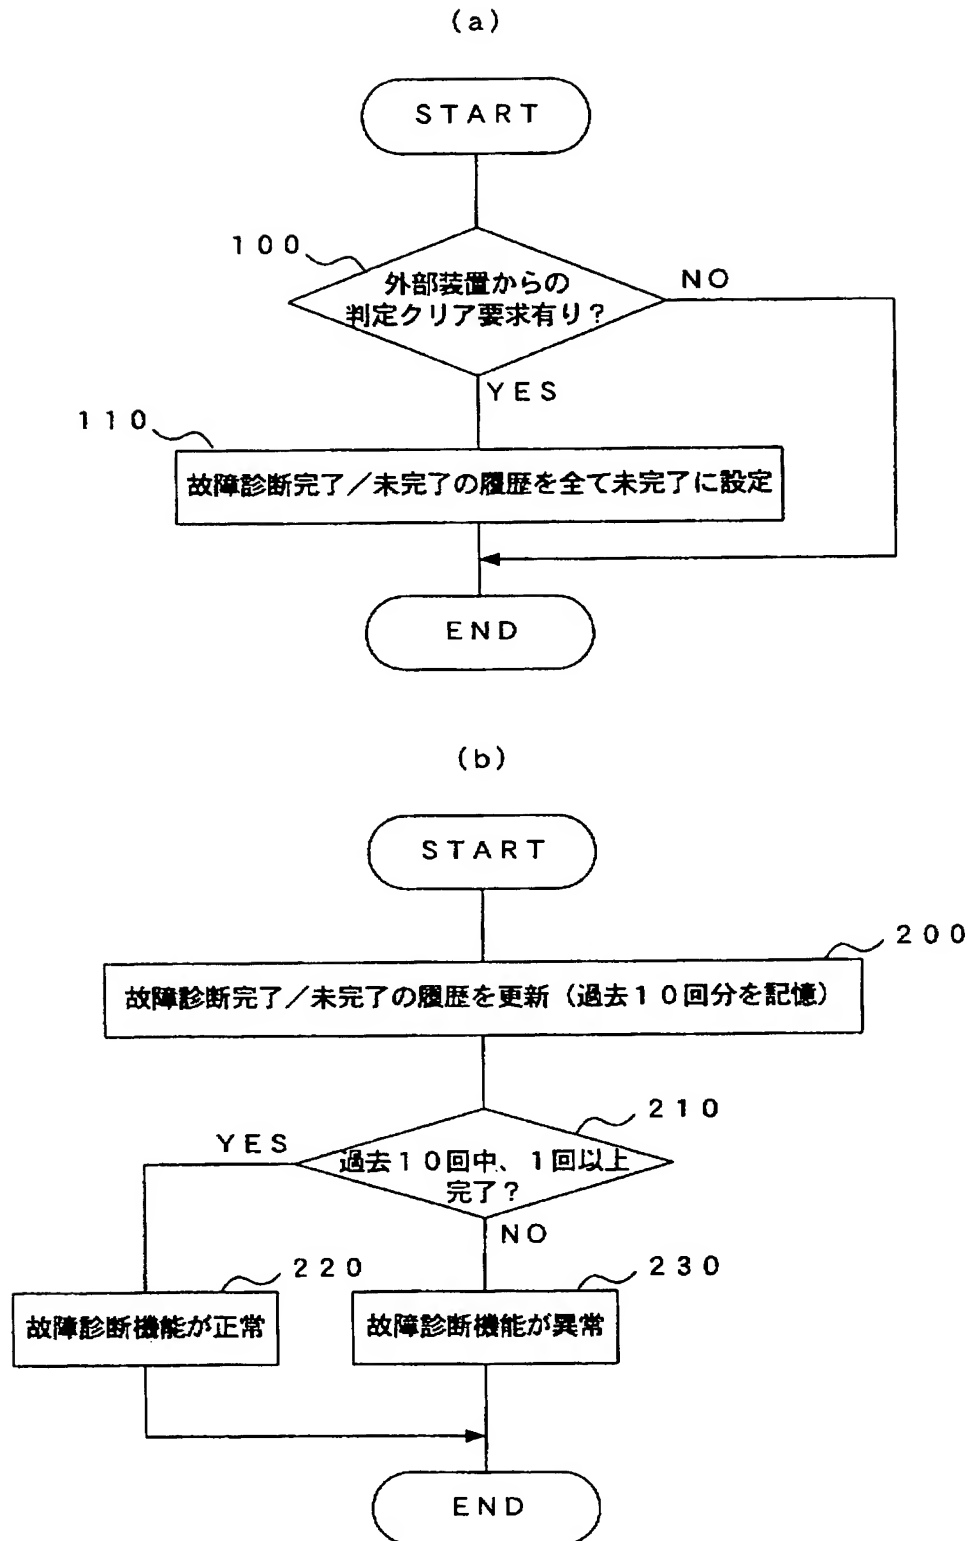 (a)
START
100
外部装置からの
判定クリア要求有り？
NO
YES
110
故障診断完了／未完了の履歴を全て未完了に設定
END
(b)
START
200
故障診断完了／未完了の履歴を更新（過去１０回分を記憶）
210
YES
過去１０回中、１回以上
完了？
NO
220
230
故障診断機能が正常
故障診断機能が異常
END